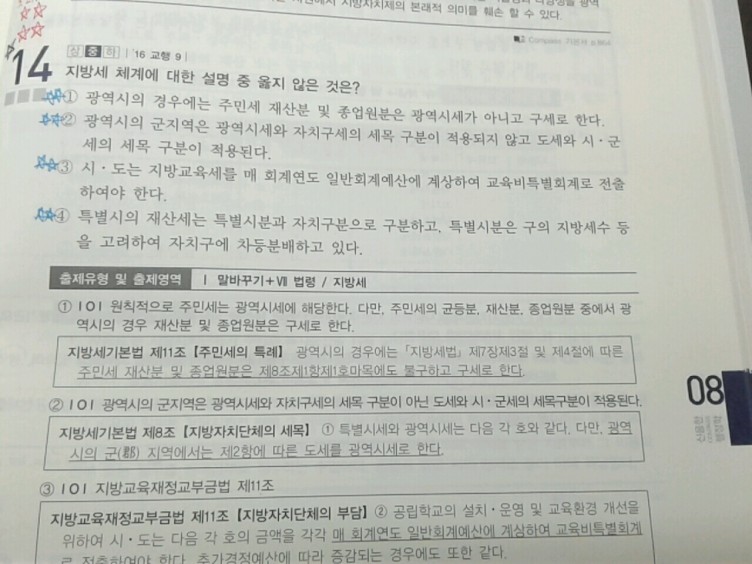 지방자치제의 본래적 의미를 훼손 할 수 있다.
14 상 중 하 | '16 교행 9 |
지방세 체계에 대한 설명 중 옳지 않은 것은?
① 광역시의 경우에는 주민세 재산분 및 종업원분은 광역시세가 아니고 구세로 한다.
② 광역시의 군지역은 광역시세와 자치구세의 세목 구분이 적용되지 않고 도세와 시·군
세의 세목 구분이 적용된다.
③ 시·도는 지방교육세를 매 회계연도 일반회계예산에 계상하여 교육비특별회계로 전출
하여야 한다.
④ 특별시의 재산세는 특별시분과 자치구분으로 구분하고, 특별시분은 구의 지방세수 등
을 고려하여 자치구에 차등분배하고 있다.
출제유형 및 출제영역 | 말바꾸기+Ⅶ 법령 / 지방세
① IOI 원칙적으로 주민세는 광역시세에 해당한다. 다만, 주민세의 균등분, 재산분, 종업원분 중에서 광
역시의 경우 재산분 및 종업원분은 구세로 한다.
지방세기본법 제11조【주민세의 특례】 광역시의 경우에는 「지방세법」 제7장제3절 및 제4절에 따른
주민세 재산분 및 종업원분은 제8조제1항제1호마목에도 불구하고 구세로 한다.
② IOI 광역시의 군지역은 광역시세와 자치구세의 세목 구분이 아닌 도세와 시·군세의 세목구분이 적용된다.
지방세기본법 제8조【지방자치단체의 세목】 ① 특별시세와 광역시세는 다음 각 호와 같다. 다만, 광역
시의 군(郡) 지역에서는 제2항에 따른 도세를 광역시세로 한다.
③ IOI 지방교육재정교부금법 제11조
지방교육재정교부금법 제11조【지방자치단체의 부담】 ② 공립학교의 설치·운영 및 교육환경 개선을
위하여 시·도는 다음 각 호의 금액을 각각 매 회계연도 일반회계예산에 계상하여 교육비특별회계
로 전출하여야 한다. 추가경정예산에 따라 증감되는 경우에도 또한 같다.
08
신용한
행정학